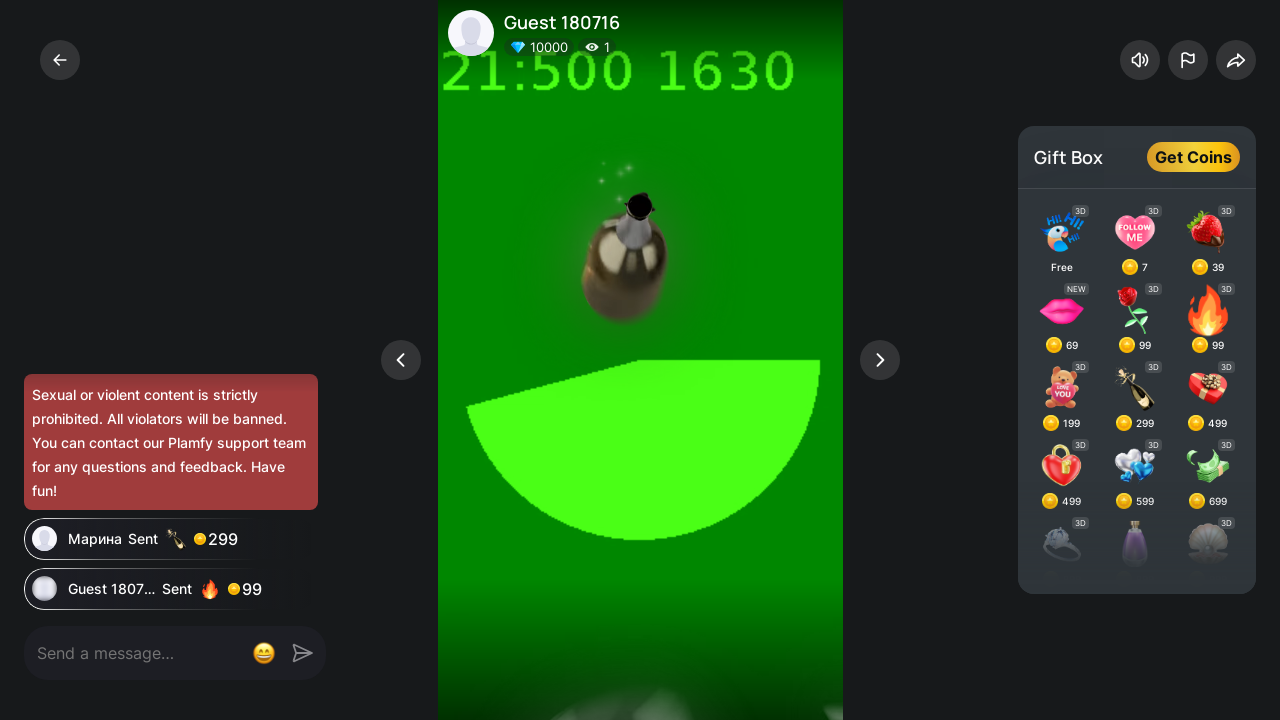 Guest 180716
10000
1
21:500 1630
Gift Box
Get Coins
3D
3D
3D
Hi! Hi! Hi!
FOLLOW ME
Free
7
39
NEW
3D
3D
69
99
99
3D
3D
3D
LOVE YOU
199
299
499
3D
3D
3D
499
599
699
3D
3D
Sexual or violent content is strictly
prohibited. All violators will be banned.
You can contact our Plamfy support team
for any questions and feedback. Have
fun!
Марина Sent 299
Guest 1807... Sent 99
Send a message...